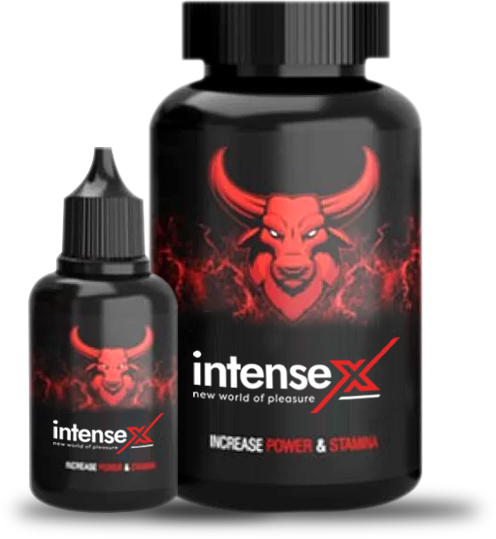 intense X
new world of pleasure
INCREASE POWER & STAMINA
intense X
new world of pleasure
INCREASE POWER & STAMINA